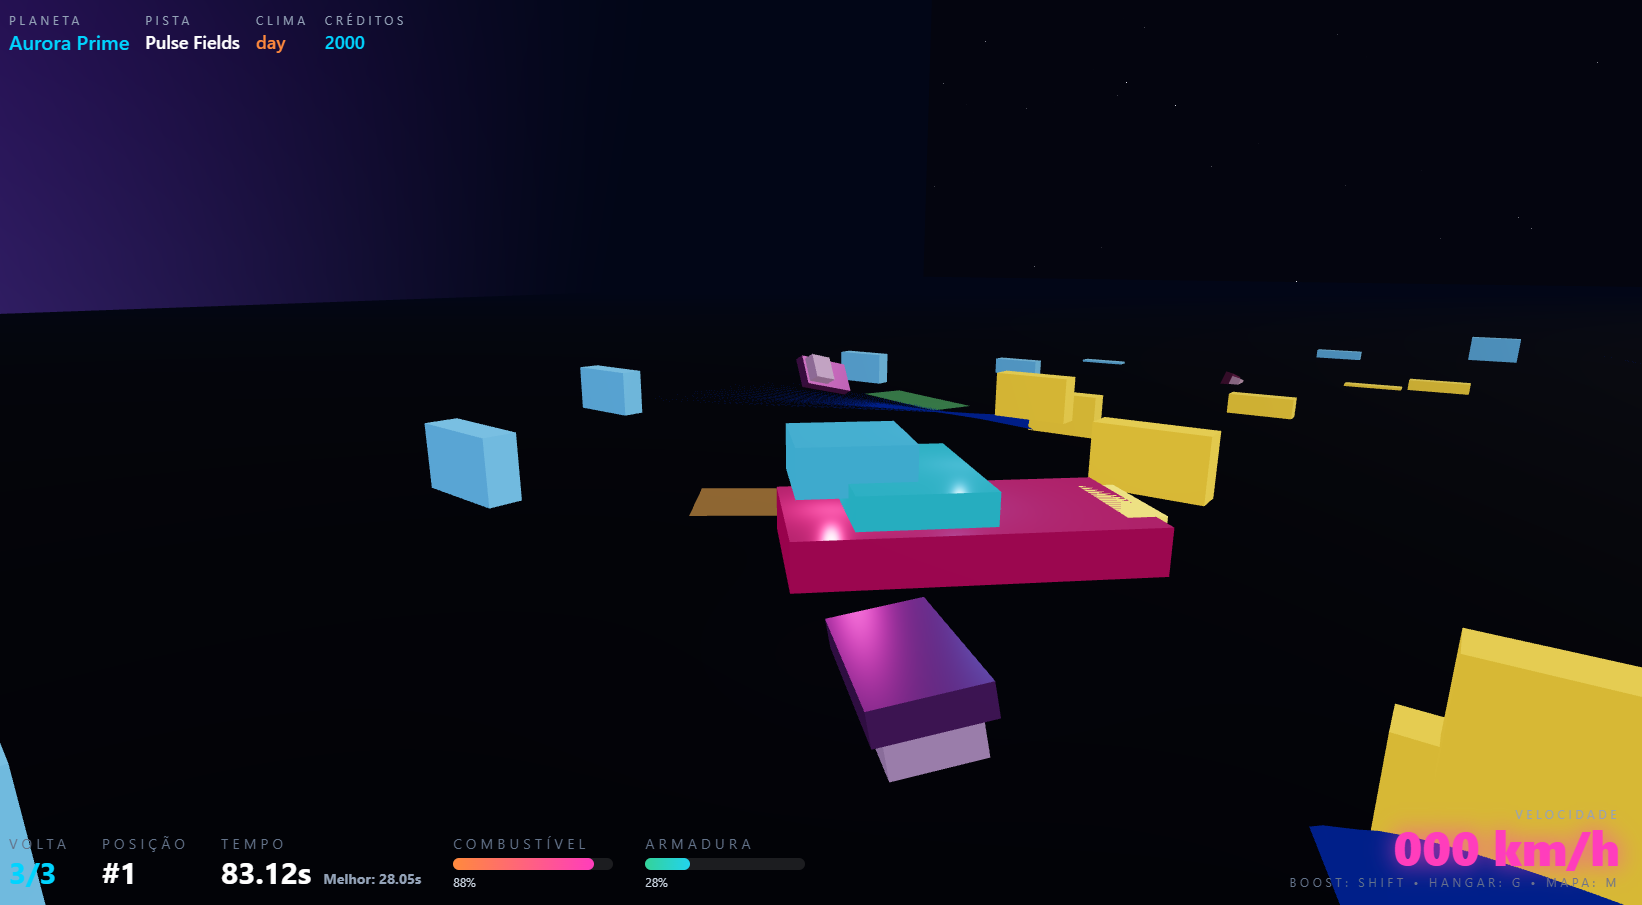 PLANETA PISTA CLIMA CRÉDITOS
Aurora Prime Pulse Fields day 2000
VOLTA POSIÇÃO TEMPO COMBUSTÍVEL ARMADURA
3/3 #1 83.12s Melhor: 28.05s
88% 28%
VELOCIDADE
000 km/h
BOOST: SHIFT • HANGAR: G • MAPA: M